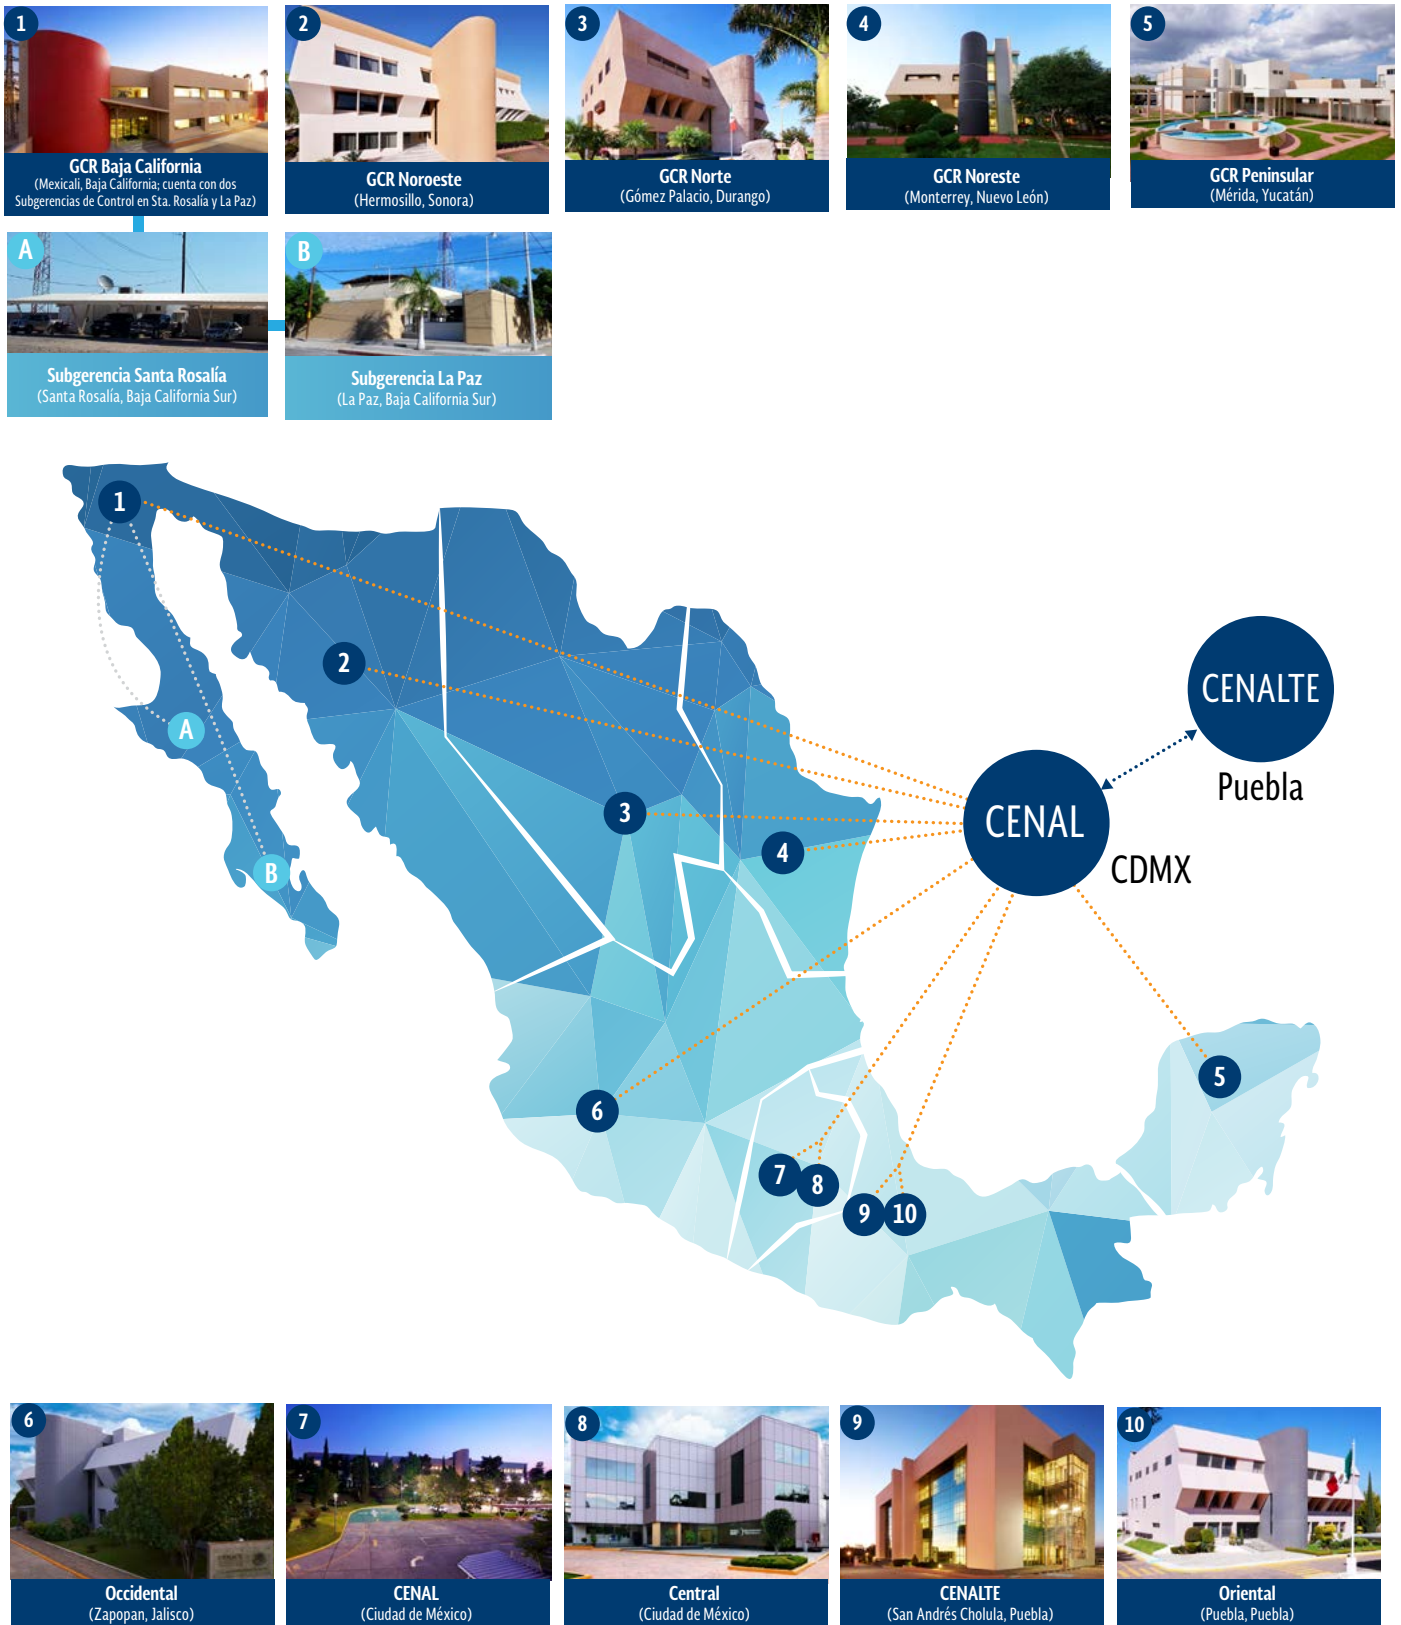 1
GCR Baja California
(Mexicali, Baja California; cuenta con dos
Subgerencias de Control en Sta. Rosalía y La Paz)
2
GCR Noroeste
(Hermosillo, Sonora)
3
GCR Norte
(Gómez Palacio, Durango)
4
GCR Noreste
(Monterrey, Nuevo León)
5
GCR Peninsular
(Mérida, Yucatán)
A
Subgerencia Santa Rosalía
(Santa Rosalía, Baja California Sur)
B
Subgerencia La Paz
(La Paz, Baja California Sur)
1
2
A
3
4
B
CENALTE
Puebla
CENAL
CDMX
5
6
7
8
9
10
6
Occidental
(Zapopan, Jalisco)
7
CENAL
(Ciudad de México)
8
Central
(Ciudad de México)
9
CENALTE
(San Andrés Cholula, Puebla)
10
Oriental
(Puebla, Puebla)